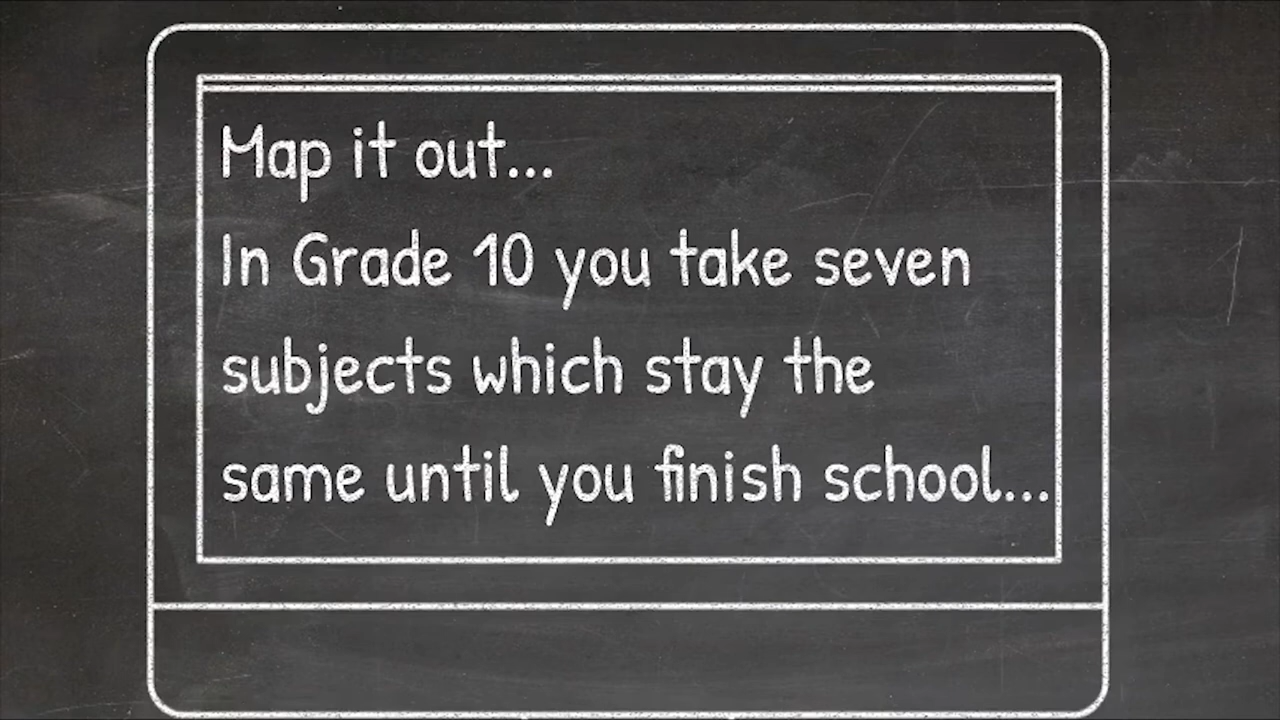 Map it out...
In Grade 10 you take seven
subjects which stay the
same until you finish school...